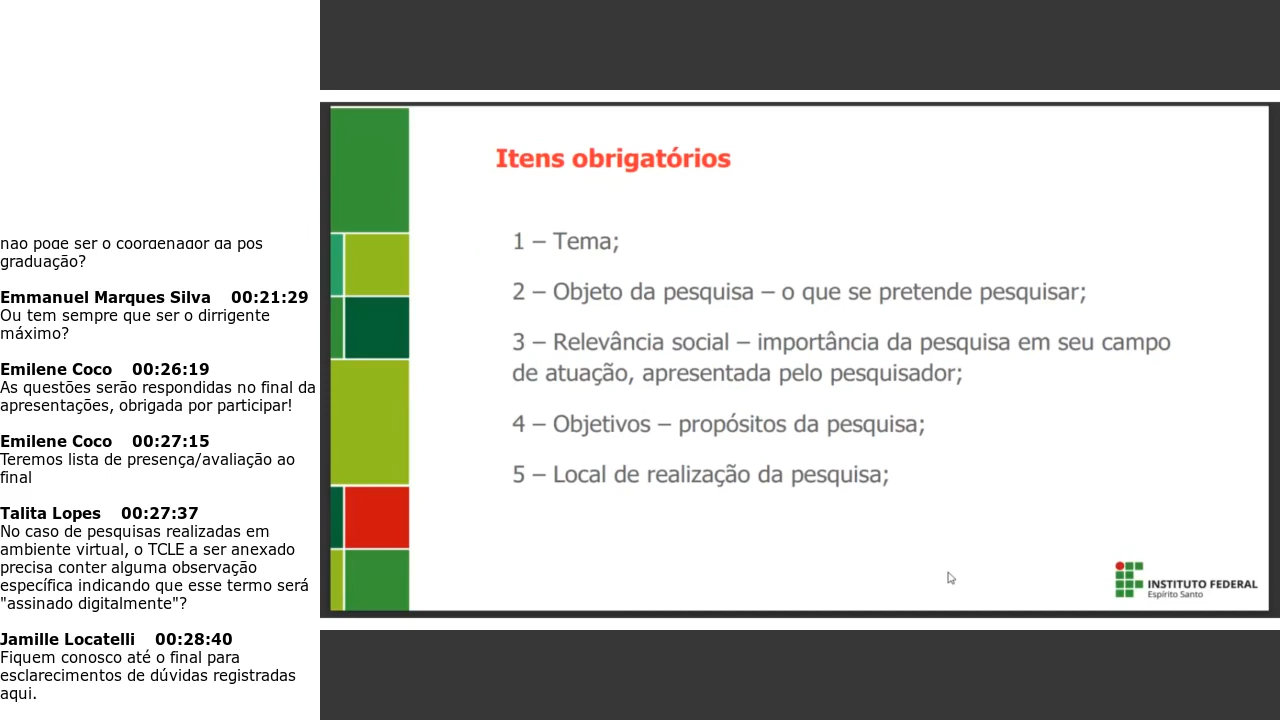 não pode ser o coordenador da pós
graduação?
Emmanuel Marques Silva 00:21:29
Ou tem sempre que ser o dirrigente
máximo?
Emilene Coco 00:26:19
As questões serão respondidas no final da
apresentações, obrigada por participar!
Emilene Coco 00:27:15
Teremos lista de presença/avaliação ao
final
Talita Lopes 00:27:37
No caso de pesquisas realizadas em
ambiente virtual, o TCLE a ser anexado
precisa conter alguma observação
específica indicando que esse termo será
"assinado digitalmente"?
Jamille Locatelli 00:28:40
Fiquem conosco até o final para
esclarecimentos de dúvidas registradas
aqui.
Itens obrigatórios
1 – Tema;
2 – Objeto da pesquisa – o que se pretende pesquisar;
3 – Relevância social – importância da pesquisa em seu campo
de atuação, apresentada pelo pesquisador;
4 – Objetivos – propósitos da pesquisa;
5 – Local de realização da pesquisa;
INSTITUTO FEDERAL
Espírito Santo